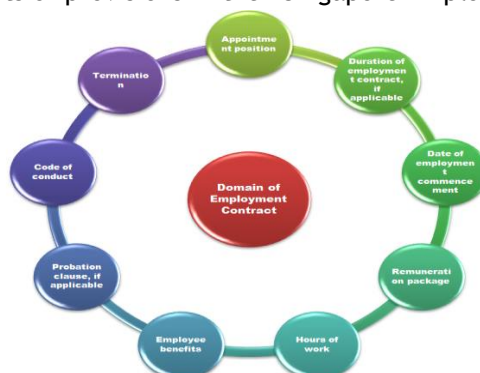 Singapore
Appointme
nt position
Duration of
employmen
t contract,
if
applicable
Date of
employmen
t
commence
ment
Remunerati
on package
Hours of
work
Employee
benefits
Probation
clause, if
applicable
Code of
conduct
Terminatio
n
Domain of
Employment
Contract